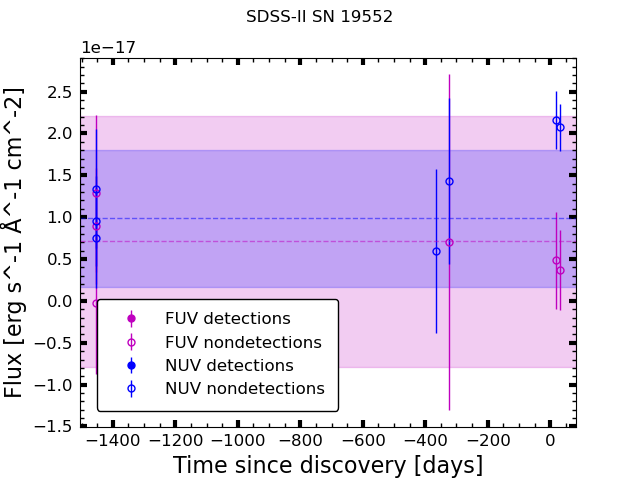 SDSS-II SN 19552
1e−17
2.5
2.0
1.5
1.0
0.5
0.0
−0.5
−1.0
−1.5
Flux [erg s^-1 Å^-1 cm^-2]
FUV detections
FUV nondetections
NUV detections
NUV nondetections
−1400 −1200 −1000 −800 −600 −400 −200 0
Time since discovery [days]